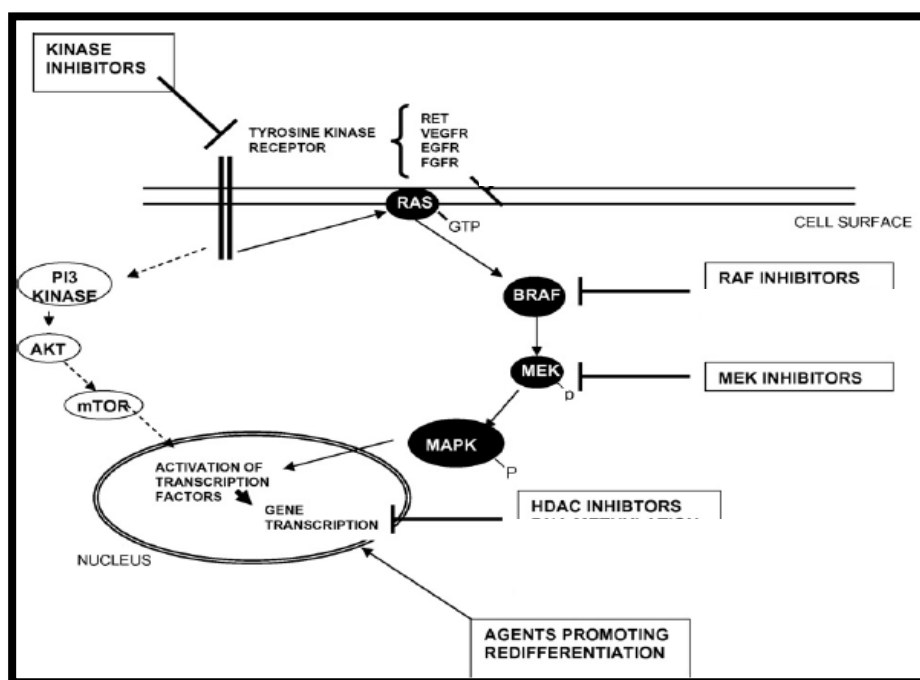 KINASE
INHIBITORS
TYROSINE KINASE
RECEPTOR
RET
VEGFR
EGFR
FGFR
RAS
GTP
CELL SURFACE
PI3
KINASE
BRAF
RAF INHIBITORS
AKT
MEK
p
MEK INHIBITORS
mTOR
MAPK
P
ACTIVATION OF
TRANSCRIPTION
FACTORS
GENE
TRANSCRIPTION
HDAC INHIBTORS
NUCLEUS
AGENTS PROMOTING
REDIFFERENTIATION